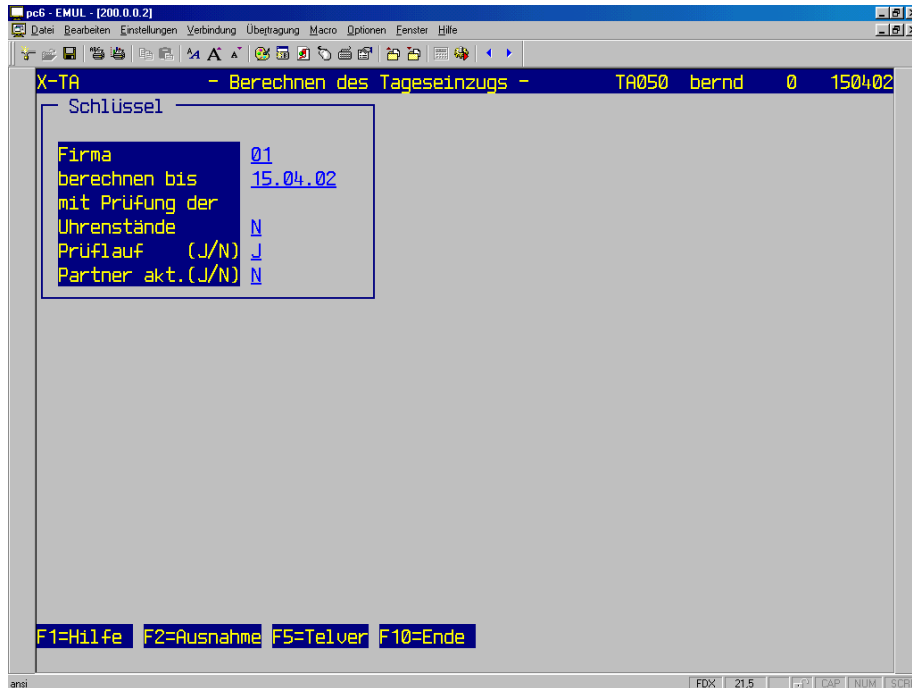 pc6 - EMUL - [200.0.0.2]
Datei Bearbeiten Einstellungen Verbindung Übertragung Macro Optionen Fenster Hilfe
X-TA - Berechnen des Tageseinzugs - TA050 bernd 0 150402
Schlüssel
Firma 01
berechnen bis 15.04.02
mit Prüfung der
Uhrenstände N
Prüflauf (J/N) J
Partner akt.(J/N) N
F1=Hilfe F2=Ausnahme F5=Telver F10=Ende
ansi FDX 21.5 CAP NUM